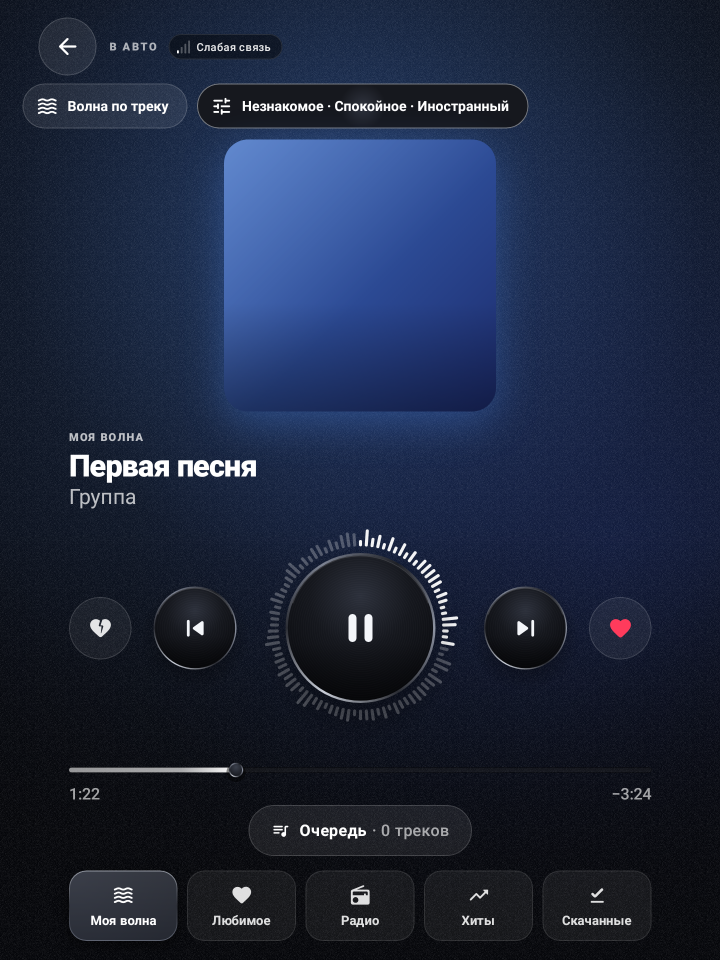 В АВТО
Слабая связь
Волна по треку
Незнакомое · Спокойное · Иностранный
МОЯ ВОЛНА
Первая песня
Группа
1:22
−3:24
Очередь · 0 треков
Моя волна
Любимое
Радио
Хиты
Скачанные